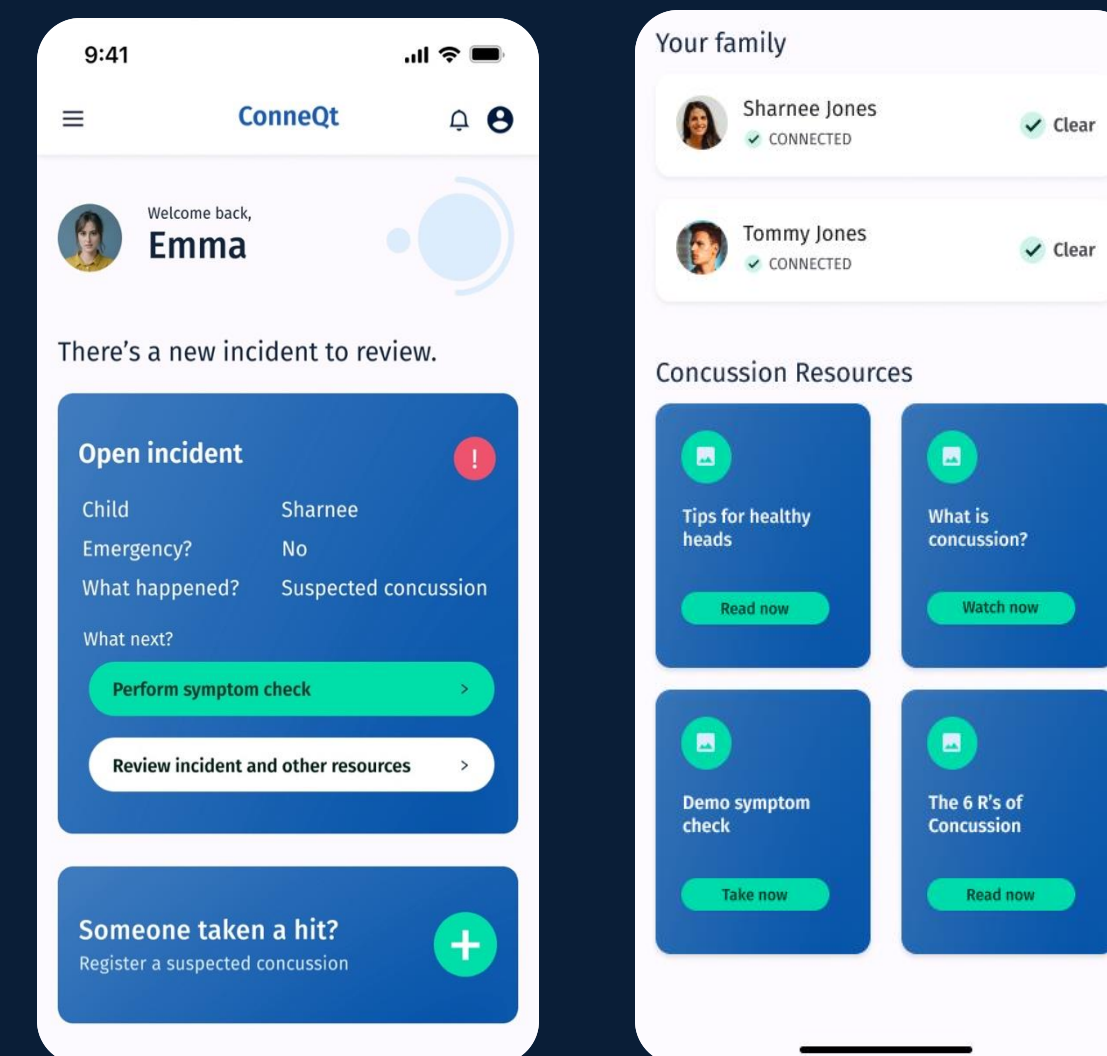 9:41
ConneQt
Welcome back,
Emma
There's a new incident to review.
Open incident
!
Child Sharnee
Emergency? No
What happened? Suspected concussion
What next?
Perform symptom check >
Review incident and other resources >
Someone taken a hit?
Register a suspected concussion
Your family
Sharnee Jones
CONNECTED
Clear
Tommy Jones
CONNECTED
Clear
Concussion Resources
Tips for healthy
heads
Read now
What is
concussion?
Watch now
Demo symptom
check
Take now
The 6 R's of
Concussion
Read now